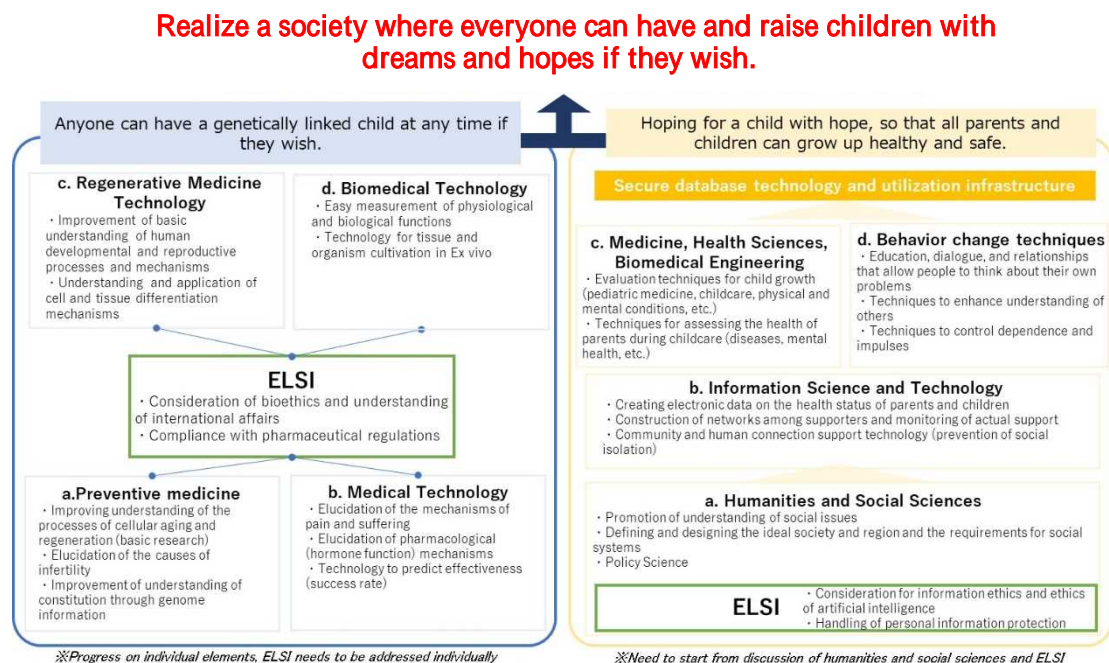 Realize a society where everyone can have and raise children with
dreams and hopes if they wish.
Anyone can have a genetically linked child at any time if
they wish.
c. Regenerative Medicine
Technology
・Improvement of basic
understanding of human
developmental and reproductive
processes and mechanisms
・Understanding and application of
cell and tissue differentiation
mechanisms
d. Biomedical Technology
・Easy measurement of physiological
and biological functions
・Technology for tissue and
organism cultivation in Ex vivo
ELSI
・Consideration of bioethics and understanding
of international affairs
・Compliance with pharmaceutical regulations
a.Preventive medicine
・Improving understanding of the
processes of cellular aging and
regeneration (basic research)
・Elucidation of the causes of
infertility
・Improvement of understanding of
constitution through genome
information
b. Medical Technology
・Elucidation of the mechanisms of
pain and suffering
・Elucidation of pharmacological
(hormone function) mechanisms
・Technology to predict effectiveness
(success rate)
※Progress on individual elements, ELSI needs to be addressed individually
Hoping for a child with hope, so that all parents and
children can grow up healthy and safe.
Secure database technology and utilization infrastructure
c. Medicine, Health Sciences,
Biomedical Engineering
・Evaluation techniques for child growth
(pediatric medicine, childcare, physical and
mental conditions, etc.)
・Techniques for assessing the health of
parents during childcare (diseases, mental
health, etc.)
d. Behavior change techniques
・Education, dialogue, and relationships
that allow people to think about their own
problems
・Techniques to enhance understanding of
others
・Techniques to control dependence and
impulses
b. Information Science and Technology
・Creating electronic data on the health status of parents and children
・Construction of networks among supporters and monitoring of actual support
・Community and human connection support technology (prevention of social
isolation)
a. Humanities and Social Sciences
・Promotion of understanding of social issues
・Defining and designing the ideal society and region and the requirements for social
systems
・Policy Science
ELSI
・Consideration for information ethics and ethics
of artificial intelligence
・Handling of personal information protection
※Need to start from discussion of humanities and social sciences and ELSI